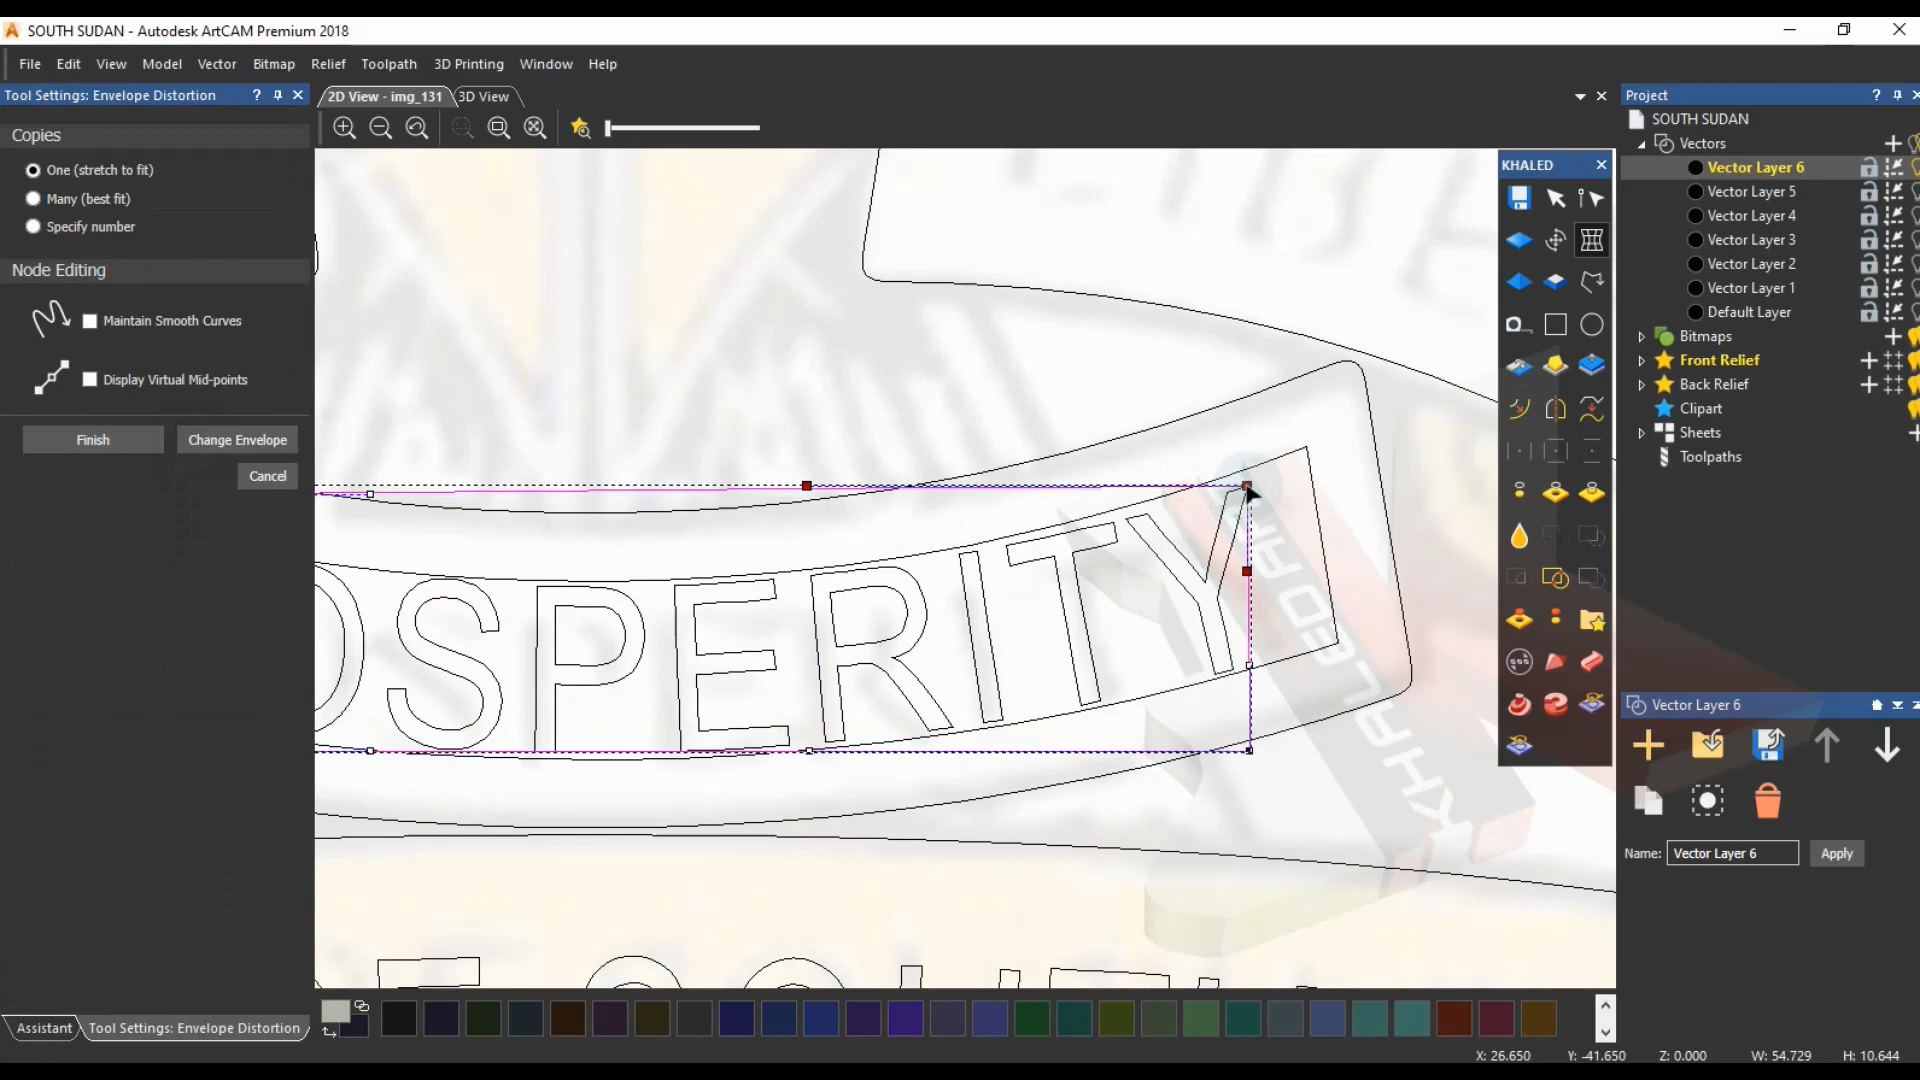 SOUTH SUDAN - Autodesk ArtCAM Premium 2018
File Edit View Model Vector Bitmap Relief Toolpath 3D Printing Window Help
Tool Settings: Envelope Distortion ?
2D View - img_131 3D View
Project ?
Copies
One (stretch to fit)
Many (best fit)
Specify number
Node Editing
Maintain Smooth Curves
Display Virtual Mid-points
Finish Change Envelope
Cancel
KHALED
SOUTH SUDAN
Vectors
Vector Layer 6
Vector Layer 5
Vector Layer 4
Vector Layer 3
Vector Layer 2
Vector Layer 1
Default Layer
Bitmaps
Front Relief
Back Relief
Clipart
Sheets
Toolpaths
OSPERITY
KHALEDART
Vector Layer 6
Name: Vector Layer 6 Apply
Assistant Tool Settings: Envelope Distortion
X: 26.650 Y: -41.650 Z: 0.000 W: 54.729 H: 10.644